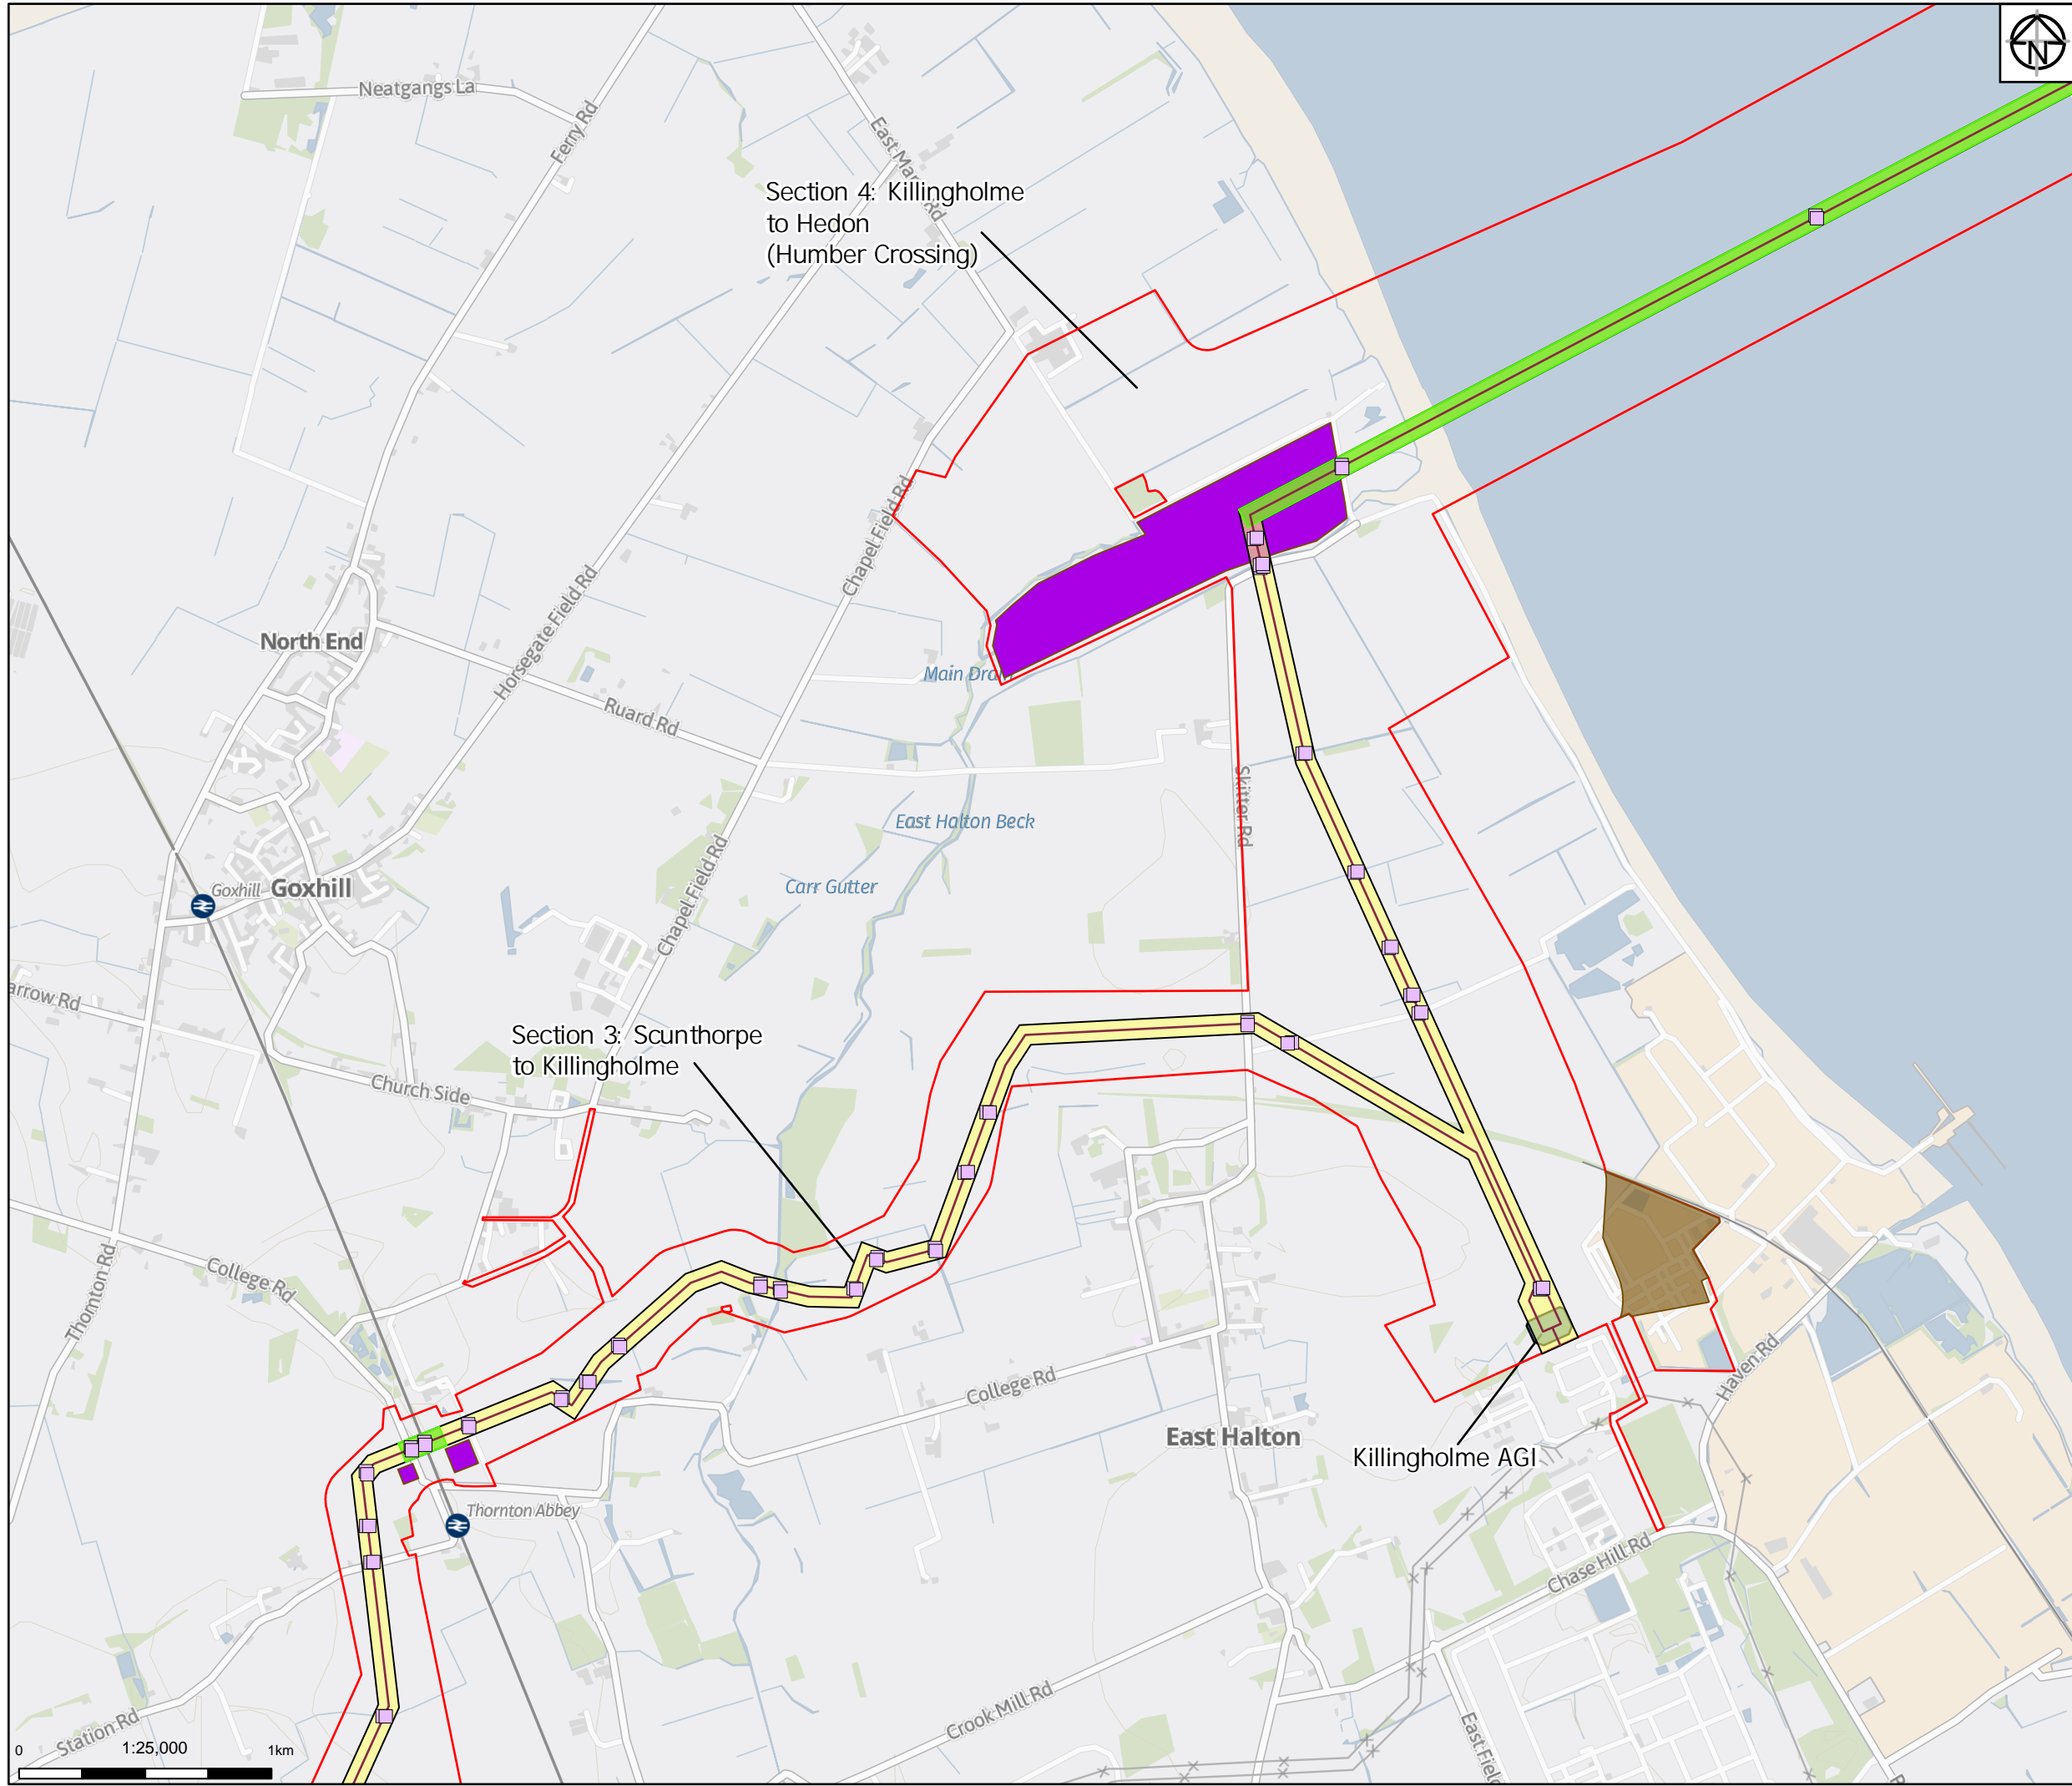 N
Neatgangs La
Ferry Rd
Section 4: Killingholme
to Hedon
(Humber Crossing)
Chapel Field Rd
North End
Horsegate Field Rd
Main Drain
Ruard Rd
Skitter Rd
East Halton Beck
Carr Gutter
Goxhill
Goxhill
Chapel Field Rd
arrow Rd
Section 3: Scunthorpe
to Killingholme
Church Side
College Rd
Thornton Rd
Haven Rd
College Rd
East Halton
Killingholme AGI
Thornton Abbey
Chase Hill Rd
Crook Mill Rd
Station Rd
East Field
0 1:25,000 1km